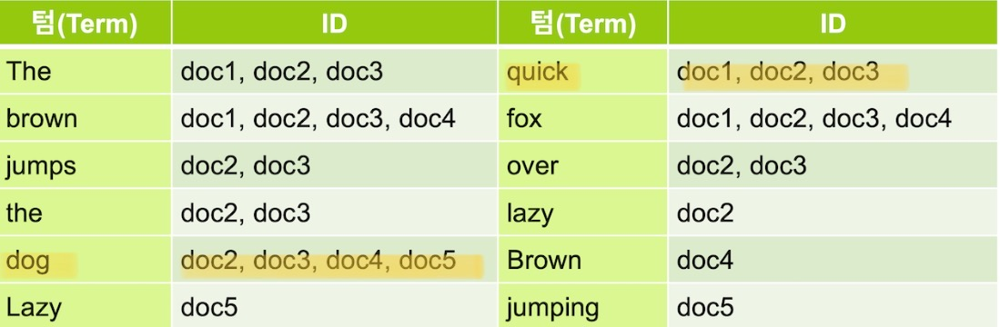 텀(Term) ID 텀(Term) ID
The doc1, doc2, doc3 quick doc1, doc2, doc3
brown doc1, doc2, doc3, doc4 fox doc1, doc2, doc3, doc4
jumps doc2, doc3 over doc2, doc3
the doc2, doc3 lazy doc2
dog doc2, doc3, doc4, doc5 Brown doc4
Lazy doc5 jumping doc5